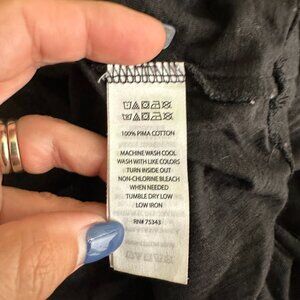 100% PIMA COTTON
MACHINE WASH COOL
WASH WITH LIKE COLORS
TURN INSIDE OUT
NON-CHLORINE BLEACH
WHEN NEEDED
TUMBLE DRY LOW
LOW IRON
RN# 75343